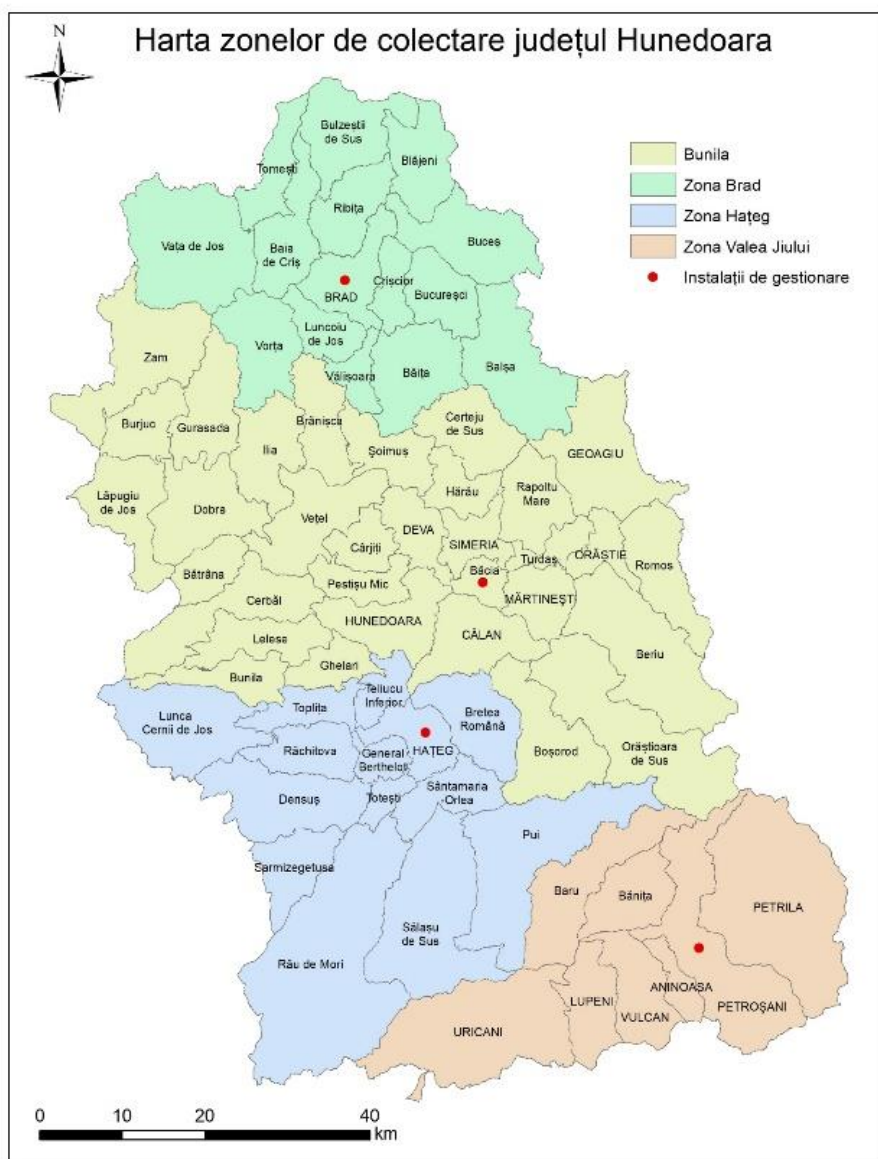 Harta zonelor de colectare județul Hunedoara
N
Bunila
Zona Brad
Zona Hațeg
Zona Valea Jiului
Instalații de gestionare
Bulzeștii
de Sus
Blăjeni
Tomești
Ribița
Vața de Jos
Baia
de Criș
Buceș
Crișcior
BRAD
Bucureșci
Luncoiu
de Jos
Vorța
Vălișoara
Băița
Balșa
Zam
Burjuc
Gurasada
Brănișca
Certeju
de Sus
Ilia
Șoimuș
GEOAGIU
Lăpugiu
de Jos
Dobra
Hărău
Rapoltu
Mare
Vețel
DEVA
Cârjiți
SIMERIA
Turdaș
ORĂȘTIE
Romos
Bătrâna
Pestișu Mic
Băcia
MĂRTINEȘTI
Cerbăl
HUNEDOARA
Lelese
CĂLAN
Beriu
Ghelari
Bunila
Lunca
Cernii de Jos
Toplița
Teliucu
Inferior
Bretea
Română
Răchitova
General
Berthelot
HAȚEG
Boșorod
Orăștioara
de Sus
Densuș
Totești
Sântamaria
Orlea
Pui
Sarmizegetusa
Baru
Bănița
PETRILA
Sălașu
de Sus
Râu de Mori
ANINOASA
LUPENI
VULCAN
PETROȘANI
URICANI
0
10
20
40
km